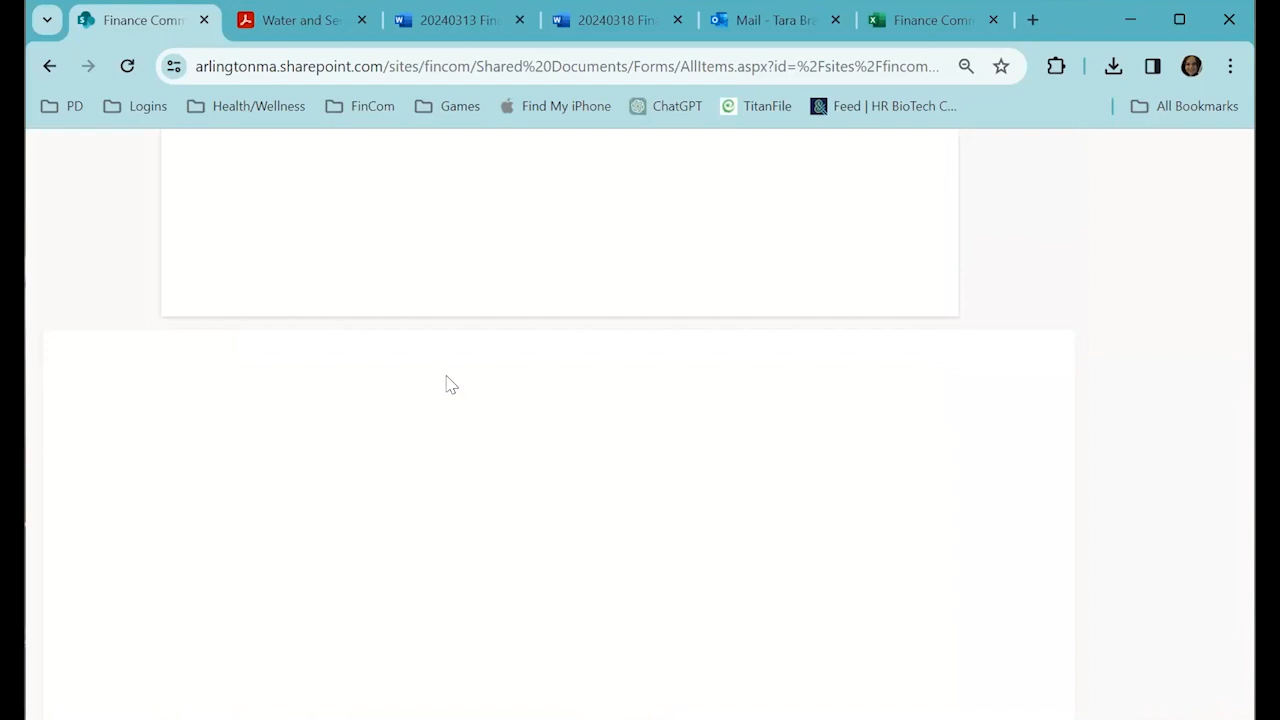 Finance Comm
Water and Se
20240313 Fin
20240318 Fin
Mail - Tara Bra
Finance Comm
arlingtonma.sharepoint.com/sites/fincom/Shared%20Documents/Forms/AllItems.aspx?id=%2Fsites%2Ffincom...
PD
Logins
Health/Wellness
FinCom
Games
Find My iPhone
ChatGPT
TitanFile
Feed | HR BioTech C...
All Bookmarks